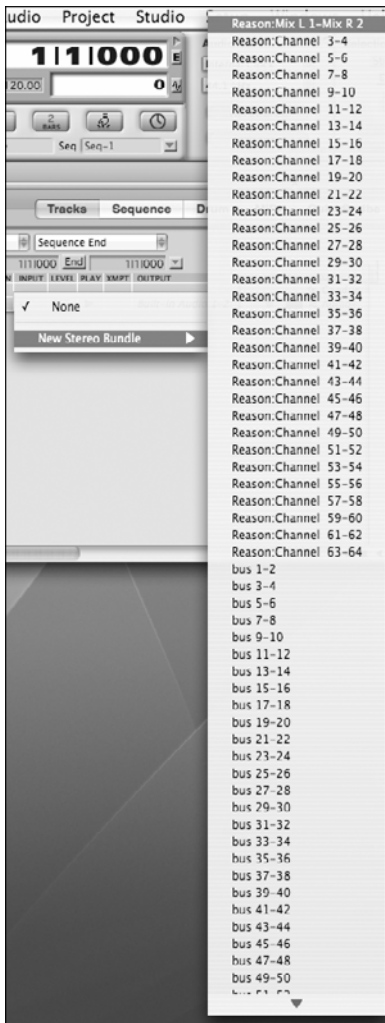 udio Project Studio
1|1|000
E
20.00
0
2
BARS
Seq Seq-1
Tracks Sequence
Sequence End
1|1|000 End 1|1|000
N INPUT LEVEL PLAY XMPT OUTPUT
✓ None
New Stereo Bundle
Reason:Mix L 1-Mix R 2
Reason:Channel 3-4
Reason:Channel 5-6
Reason:Channel 7-8
Reason:Channel 9-10
Reason:Channel 11-12
Reason:Channel 13-14
Reason:Channel 15-16
Reason:Channel 17-18
Reason:Channel 19-20
Reason:Channel 21-22
Reason:Channel 23-24
Reason:Channel 25-26
Reason:Channel 27-28
Reason:Channel 29-30
Reason:Channel 31-32
Reason:Channel 33-34
Reason:Channel 35-36
Reason:Channel 37-38
Reason:Channel 39-40
Reason:Channel 41-42
Reason:Channel 43-44
Reason:Channel 45-46
Reason:Channel 47-48
Reason:Channel 49-50
Reason:Channel 51-52
Reason:Channel 53-54
Reason:Channel 55-56
Reason:Channel 57-58
Reason:Channel 59-60
Reason:Channel 61-62
Reason:Channel 63-64
bus 1-2
bus 3-4
bus 5-6
bus 7-8
bus 9-10
bus 11-12
bus 13-14
bus 15-16
bus 17-18
bus 19-20
bus 21-22
bus 23-24
bus 25-26
bus 27-28
bus 29-30
bus 31-32
bus 33-34
bus 35-36
bus 37-38
bus 39-40
bus 41-42
bus 43-44
bus 45-46
bus 47-48
bus 49-50